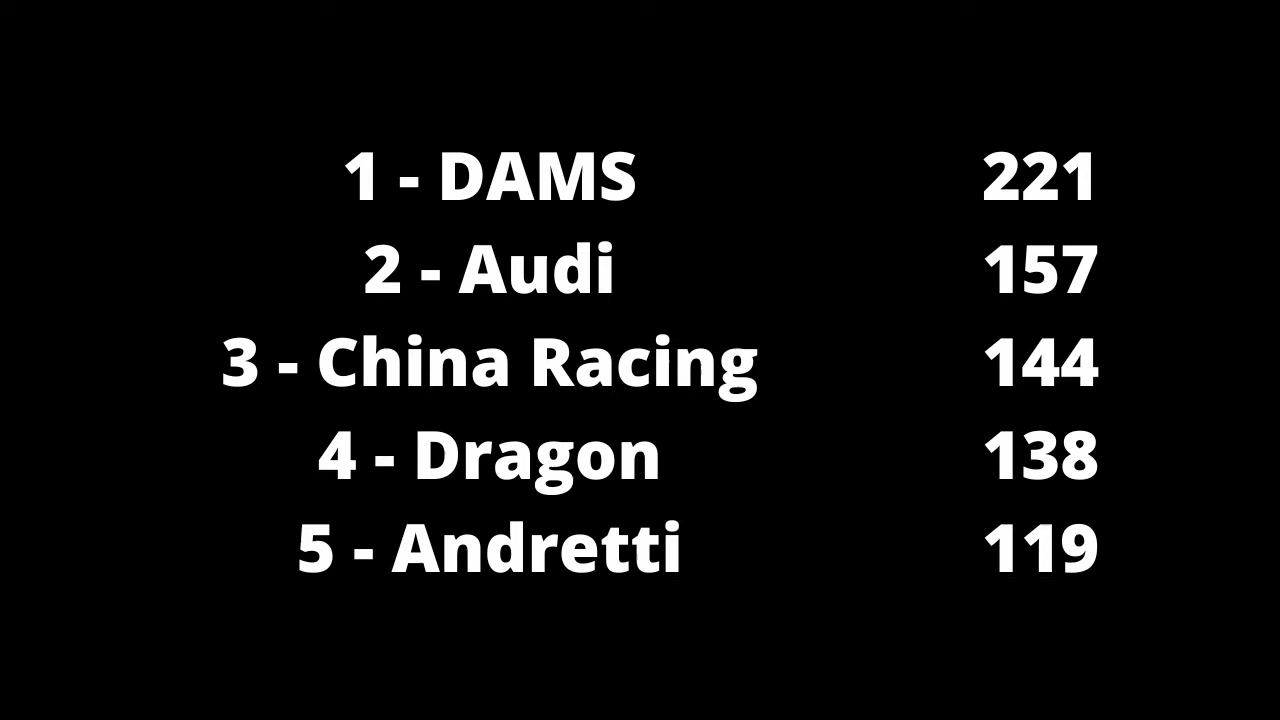 1 - DAMS 221
2 - Audi 157
3 - China Racing 144
4 - Dragon 138
5 - Andretti 119